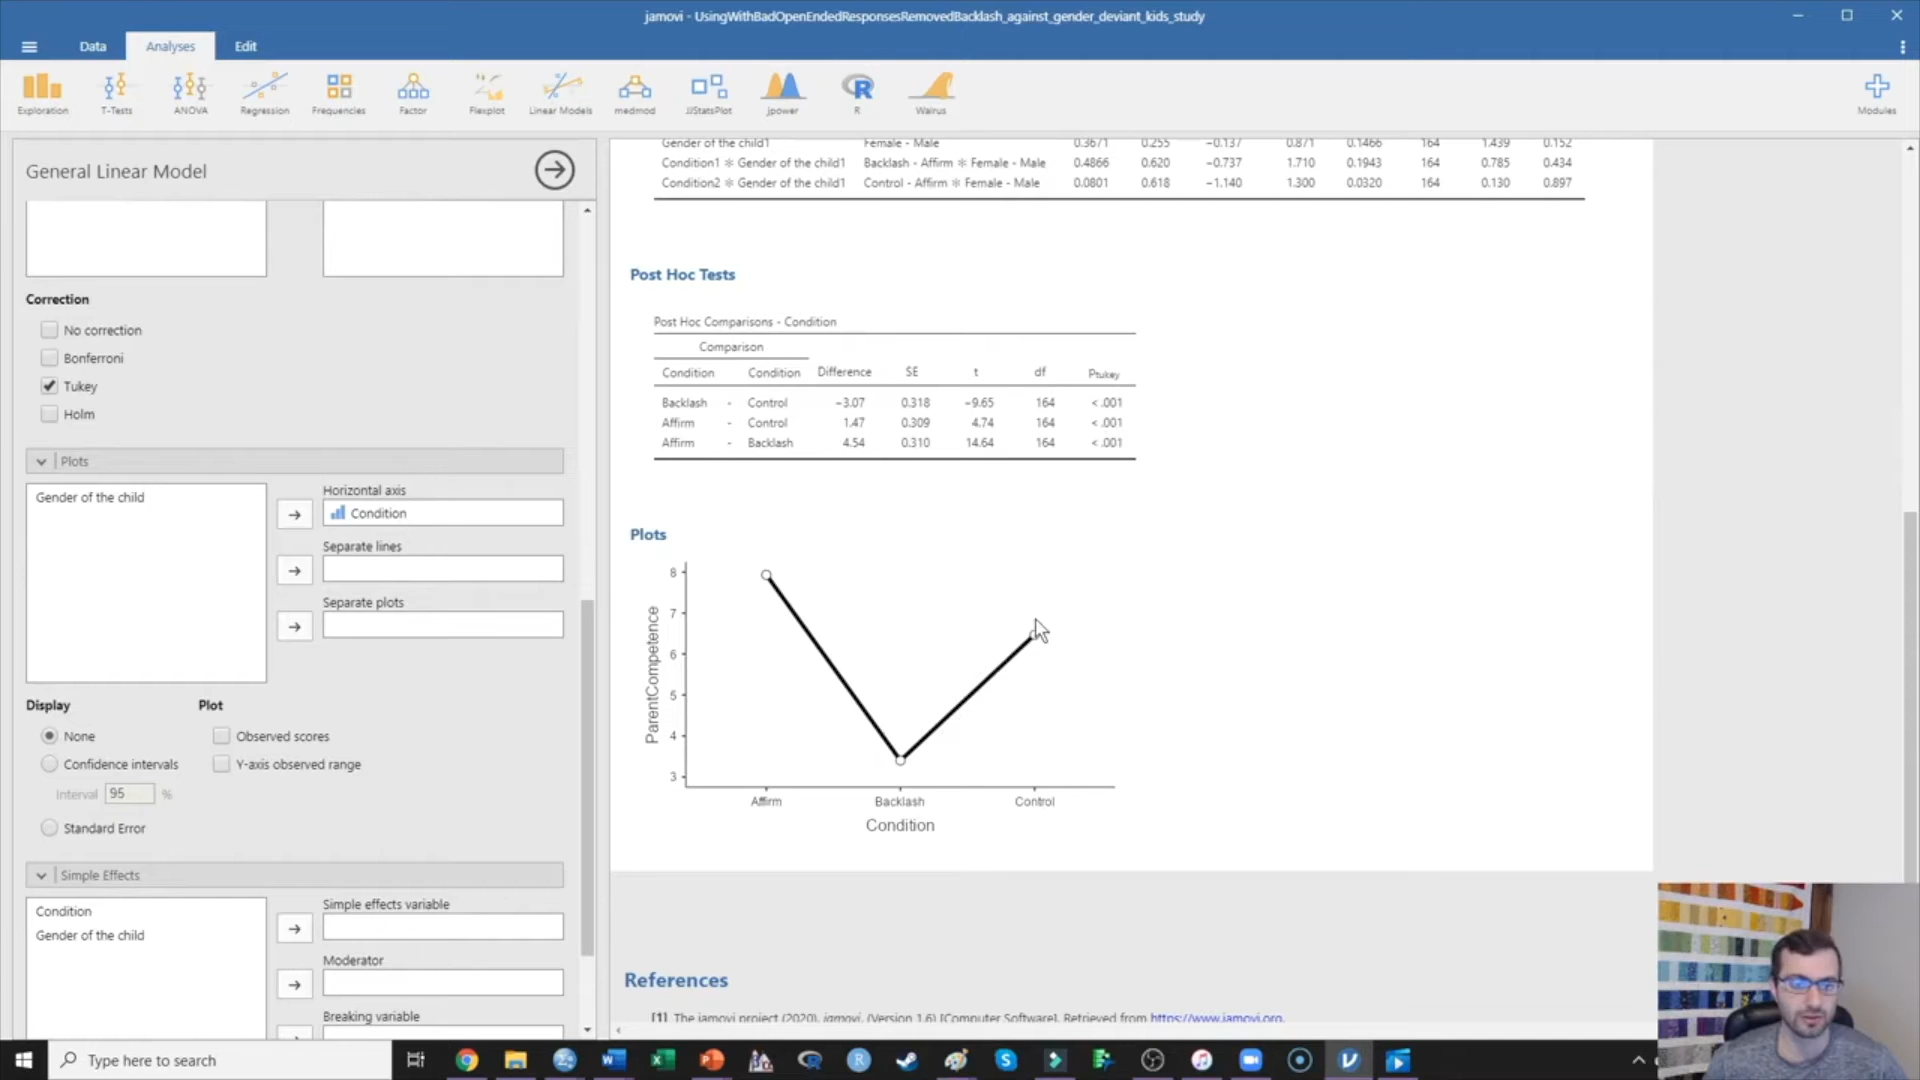 jamovi - UsingWithBadOpenEndedResponsesRemovedBacklash_against_gender_deviant_kids_study
Data Analyses Edit
Exploration T-Tests ANOVA Regression Frequencies Factor Flexplot Linear Models medmod JJStatsPlot jpower R Walrus Modules
General Linear Model
Correction
No correction
Bonferroni
Tukey
Holm
Plots
Gender of the child
Horizontal axis
Condition
Separate lines
Separate plots
Display Plot
None Observed scores
Confidence intervals Y-axis observed range
Interval 95 %
Standard Error
Simple Effects
Condition
Gender of the child
Simple effects variable
Moderator
Breaking variable
Gender of the child1 Female - Male 0.3671 0.255 −0.137 0.871 0.1466 164 1.439 0.152
Condition1 ✻ Gender of the child1 Backlash - Affirm ✻ Female - Male 0.4866 0.620 −0.737 1.710 0.1943 164 0.785 0.434
Condition2 ✻ Gender of the child1 Control - Affirm ✻ Female - Male 0.0801 0.618 −1.140 1.300 0.0320 164 0.130 0.897
Post Hoc Tests
Post Hoc Comparisons - Condition
Comparison
Condition Condition Difference SE t df Ptukey
Backlash - Control −3.07 0.318 −9.65 164 < .001
Affirm - Control 1.47 0.309 4.74 164 < .001
Affirm - Backlash 4.54 0.310 14.64 164 < .001
Plots
8
7
6
5
4
3
ParentCompetence
Affirm Backlash Control
Condition
References
[1] The jamovi project (2020). jamovi. (Version 1.6) [Computer Software]. Retrieved from https://www.jamovi.org.
Type here to search